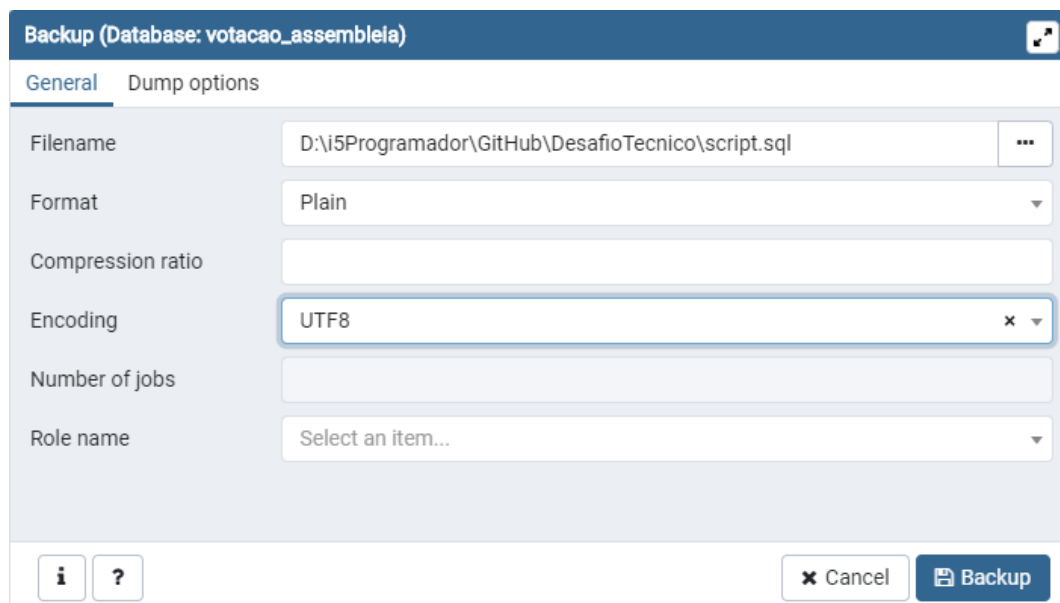 Backup (Database: votacao_assembleia)
General Dump options
Filename D:\i5Programador\GitHub\DesafioTecnico\script.sql
Format Plain
Compression ratio
Encoding UTF8
Number of jobs
Role name Select an item...
i ? Cancel Backup